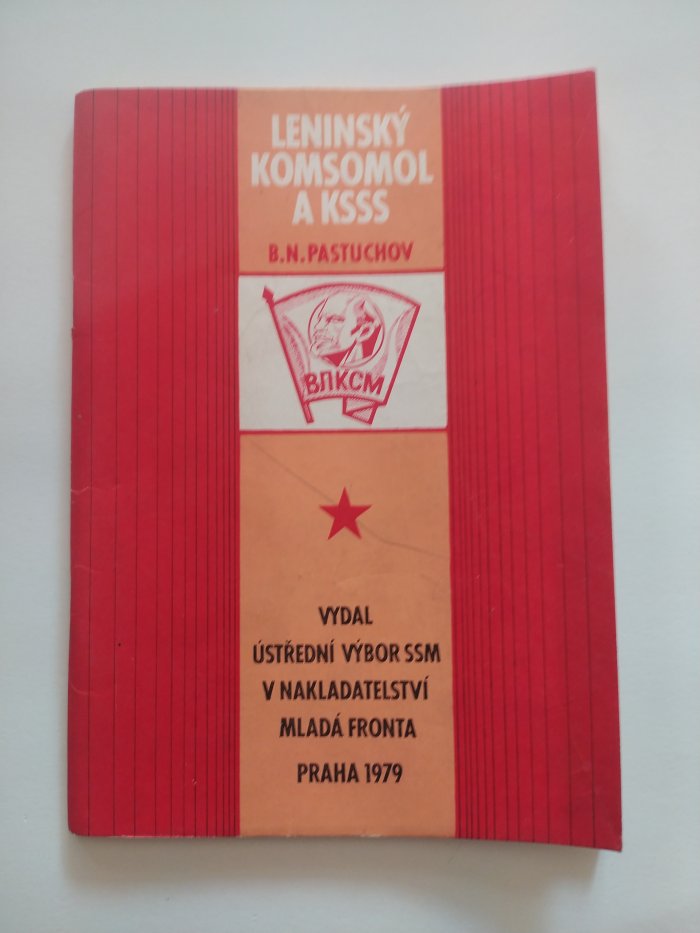 LENINSKÝ
KOMSOMOL
A KSSS
B.N.PASTUCHOV
ВЛКСМ
VYDAL
ÚSTŘEDNÍ VÝBOR SSM
V NAKLADATELSTVÍ
MLADÁ FRONTA
PRAHA 1979